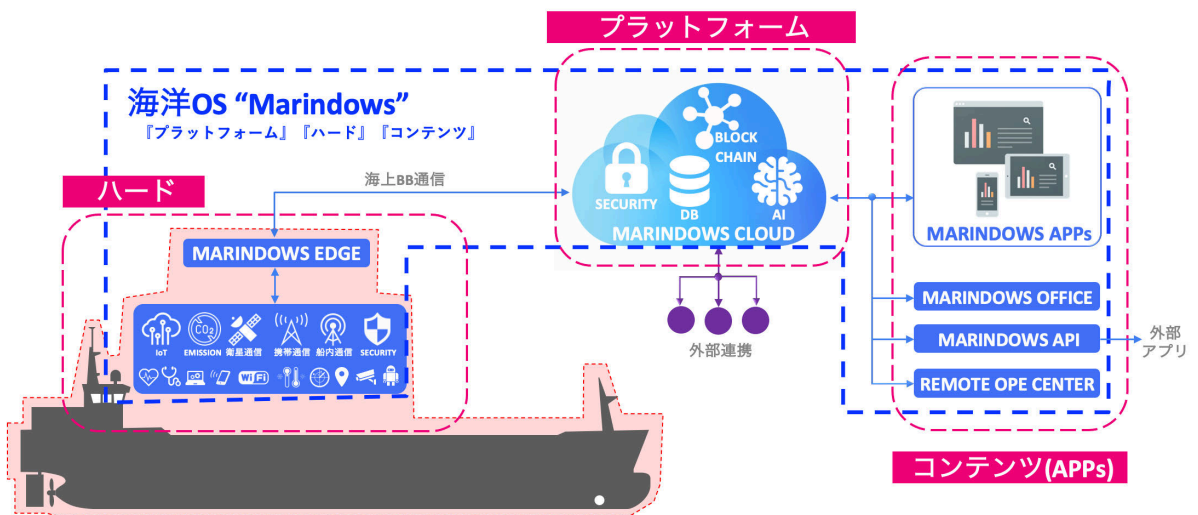 プラットフォーム
海洋OS “Marindows”
『プラットフォーム』『ハード』『コンテンツ』
ハード
海上BB通信
MARINDOWS EDGE
IoT
CO2
EMISSION
衛星通信
携帯通信
船内通信
SECURITY
WiFi
BLOCK
CHAIN
SECURITY
DB
AI
MARINDOWS CLOUD
外部連携
MARINDOWS APPs
MARINDOWS OFFICE
MARINDOWS API
REMOTE OPE CENTER
外部
アプリ
コンテンツ(APPs)